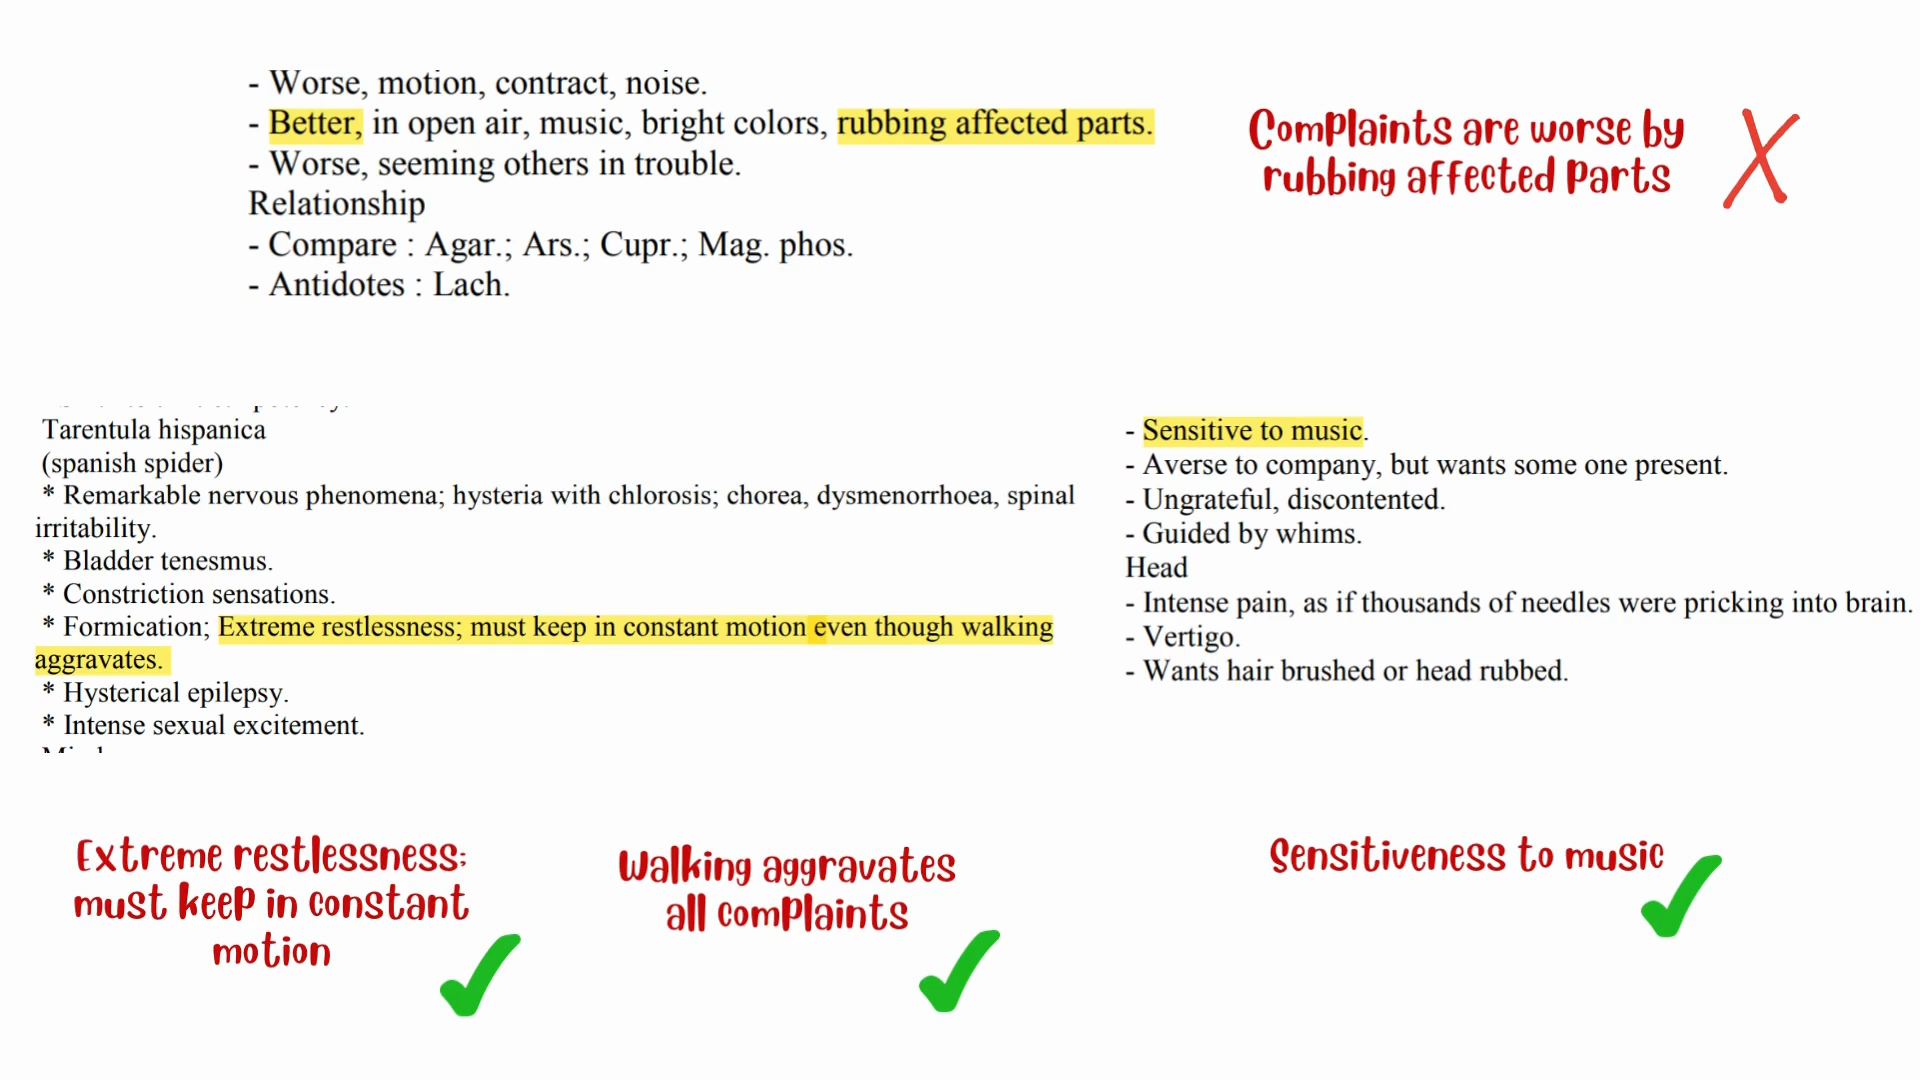 - Worse, motion, contract, noise.
- Better, in open air, music, bright colors, rubbing affected parts.
- Worse, seeming others in trouble.
Relationship
- Compare : Agar.; Ars.; Cupr.; Mag. phos.
- Antidotes : Lach.
Complaints are worse by
rubbing affected Parts
Tarentula hispanica
(spanish spider)
* Remarkable nervous phenomena; hysteria with chlorosis; chorea, dysmenorrhoea, spinal
irritability.
* Bladder tenesmus.
* Constriction sensations.
* Formication; Extreme restlessness; must keep in constant motion even though walking
aggravates.
* Hysterical epilepsy.
* Intense sexual excitement.
- Sensitive to music.
- Averse to company, but wants some one present.
- Ungrateful, discontented.
- Guided by whims.
Head
- Intense pain, as if thousands of needles were pricking into brain.
- Vertigo.
- Wants hair brushed or head rubbed.
Extreme restlessness;
must keep in constant
motion
Walking aggravates
all complaints
Sensitiveness to music